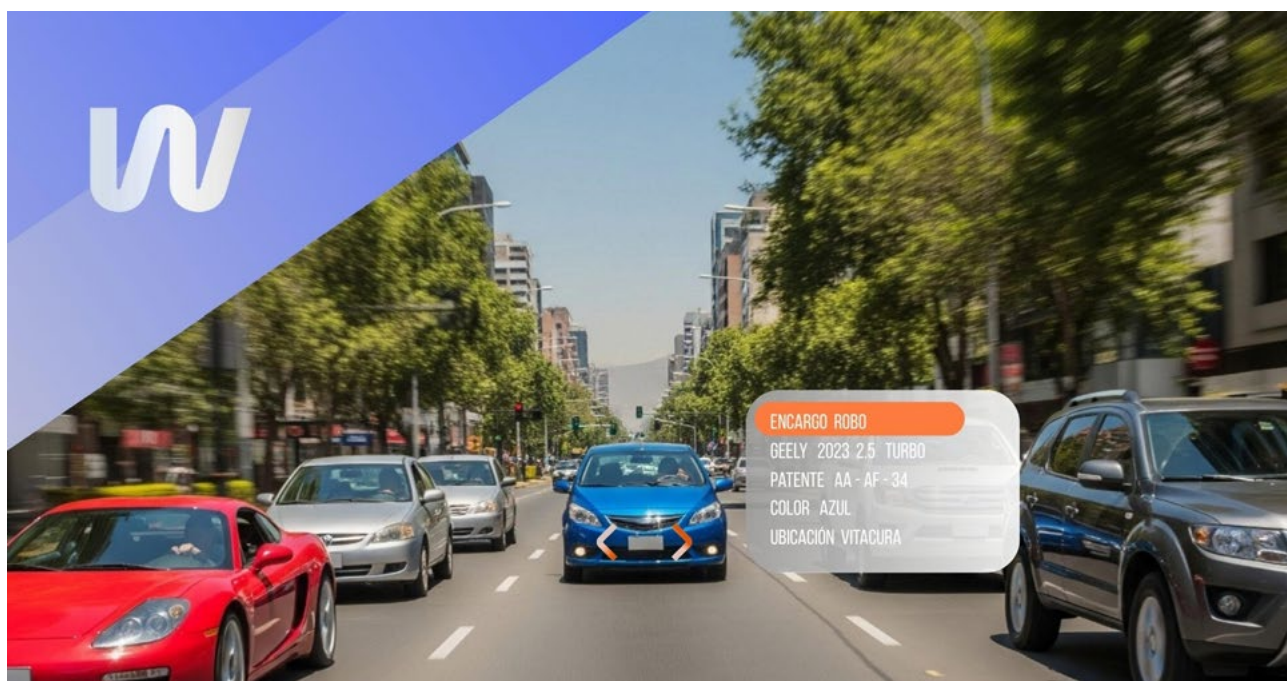 W
ENCARGO ROBO
GEELY 2023 2.5 TURBO
PATENTE AA - AF - 34
COLOR AZUL
UBICACIÓN VITACURA